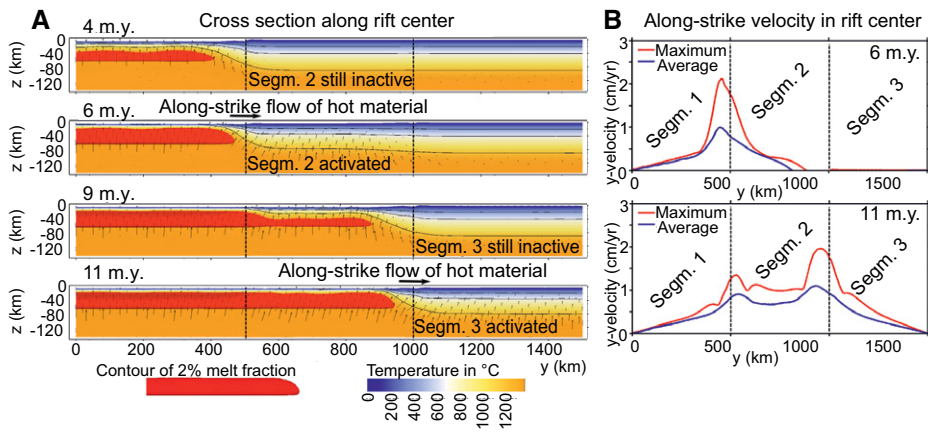 A
Cross section along rift center
4 m.y.
z (km)
0
-40
-80
-120
Segm. 2 still inactive
6 m.y.
Along-strike flow of hot material
z (km)
0
-40
-80
-120
Segm. 2 activated
9 m.y.
z (km)
0
-40
-80
-120
Segm. 3 still inactive
11 m.y.
Along-strike flow of hot material
z (km)
0
-40
-80
-120
Segm. 3 activated
0 200 400 600 800 1000 1200 y (km)
Contour of 2% melt fraction
Temperature in °C
0 200 400 600 800 1000 1200
B
Along-strike velocity in rift center
Maximum
Average
6 m.y.
Segm. 1
Segm. 2
Segm. 3
y-velocity (cm/yr)
3
2
1
0
0 500 1000 1500
y (km)
11 m.y.
Maximum
Average
Segm. 1
Segm. 2
Segm. 3
y-velocity (cm/yr)
3
2
1
0
0 500 1000 1500
y (km)